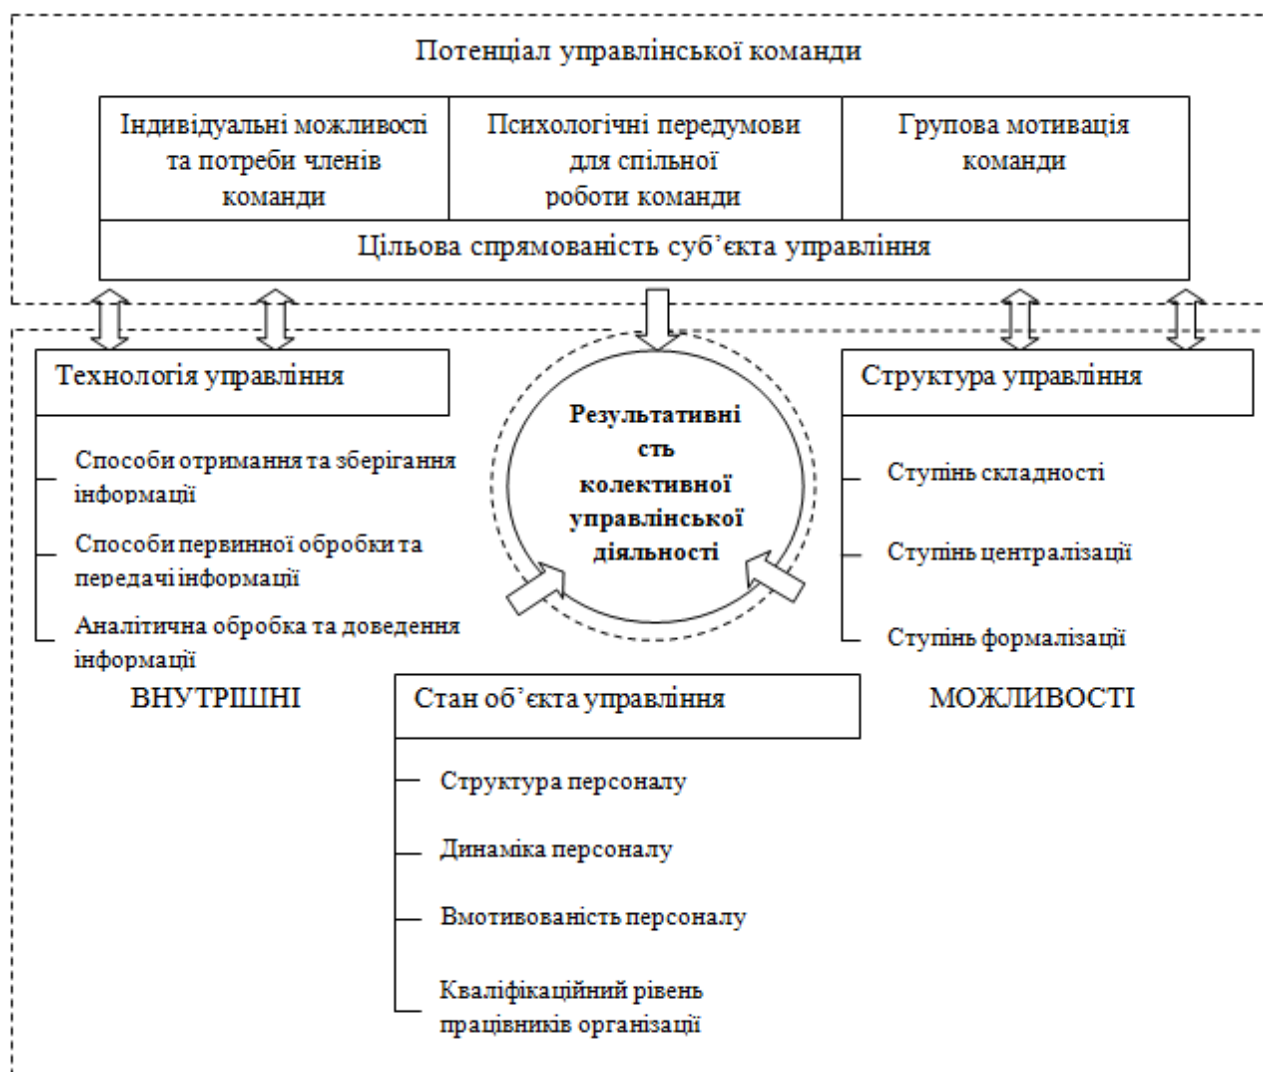 Потенціал управлінської команди
Індивідуальні можливості
та потреби членів
команди
Психологічні передумови
для спільної
роботи команди
Групова мотивація
команди
Цільова спрямованість суб’єкта управління
Технологія управління
Способи отримання та зберігання
інформації
Способи первинної обробки та
передачі інформації
Аналітична обробка та доведення
інформації
Результативні
сть
колективної
управлінської
діяльності
Структура управління
Ступінь складності
Ступінь централізації
Ступінь формалізації
ВНУТРІШНІ
МОЖЛИВОСТІ
Стан об’єкта управління
Структура персоналу
Динаміка персоналу
Вмотивованість персоналу
Кваліфікаційний рівень
працівників організації